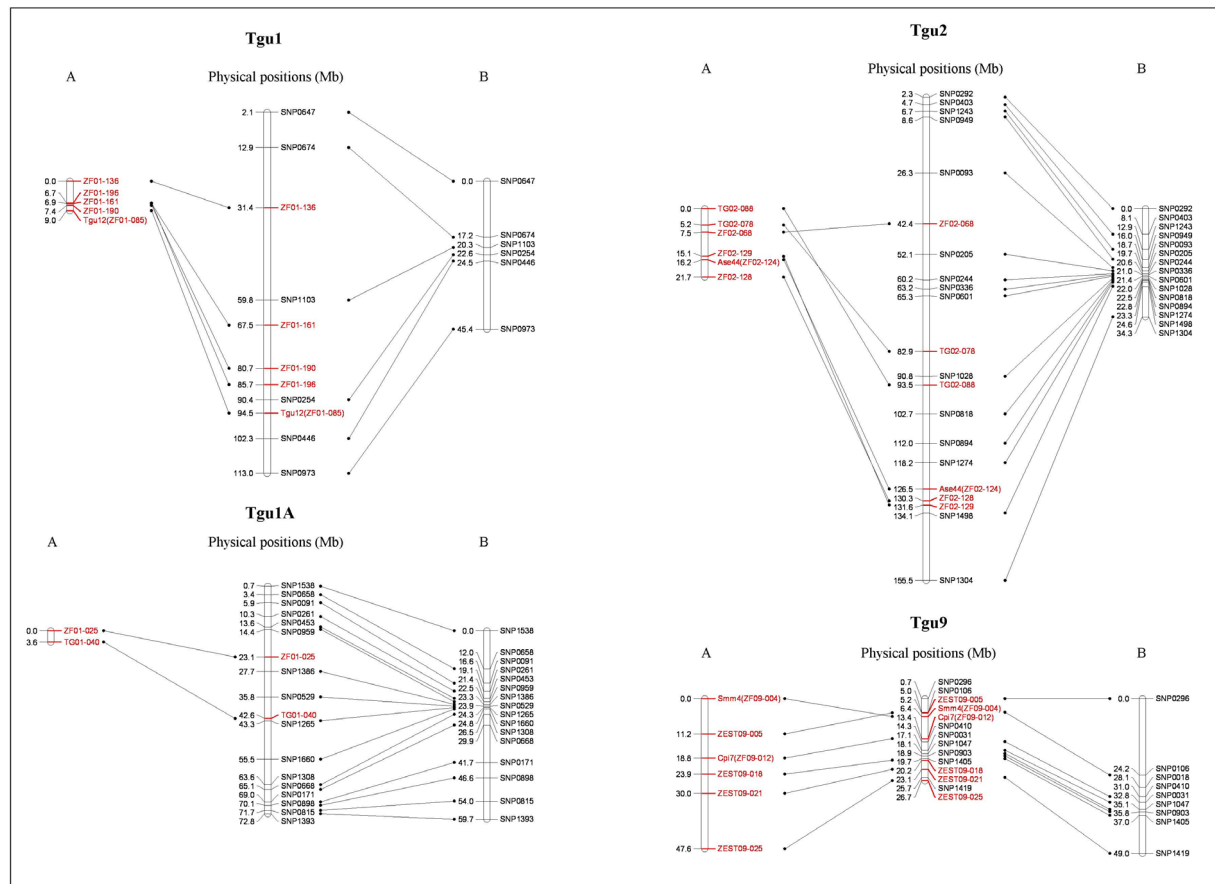 Tgu1
A
Physical positions (Mb)
B
0.0 ZF01-136
6.7 ZF01-196
6.9 ZF01-161
7.4 ZF01-190
9.0 Tgu12(ZF01-085)
2.1 SNP0647
12.9 SNP0674
31.4 ZF01-136
59.8 SNP1103
67.5 ZF01-161
80.7 ZF01-190
85.7 ZF01-196
90.4 SNP0254
94.5 Tgu12(ZF01-085)
102.3 SNP0446
113.0 SNP0973
0.0 SNP0647
17.2 SNP0674
20.3 SNP1103
22.6 SNP0254
24.5 SNP0446
45.4 SNP0973
Tgu1A
A
Physical positions (Mb)
B
0.0 ZF01-025
3.6 TG01-040
0.7 SNP1538
3.4 SNP0658
5.9 SNP0091
10.3 SNP0261
13.6 SNP0453
14.4 SNP0959
23.1 ZF01-025
27.7 SNP1386
35.8 SNP0529
42.6 TG01-040
43.3 SNP1265
55.5 SNP1660
63.6 SNP1308
65.1 SNP0668
69.0 SNP0171
70.1 SNP0898
71.7 SNP0815
72.8 SNP1393
0.0 SNP1538
12.0 SNP0658
16.6 SNP0091
19.1 SNP0261
21.4 SNP0453
22.5 SNP0959
23.3 SNP1386
23.9 SNP0529
24.3 SNP1265
24.8 SNP1660
26.5 SNP1308
29.9 SNP0668
41.7 SNP0171
46.6 SNP0898
54.0 SNP0815
59.7 SNP1393
Tgu2
A
Physical positions (Mb)
B
0.0 TG02-088
5.2 TG02-078
7.5 ZF02-068
15.1 ZF02-129
16.2 Ase44(ZF02-124)
21.7 ZF02-128
2.3 SNP0292
4.7 SNP0403
6.7 SNP1243
8.6 SNP0949
26.3 SNP0093
42.4 ZF02-068
52.1 SNP0205
60.2 SNP0244
63.2 SNP0336
65.3 SNP0601
82.9 TG02-078
90.8 SNP1028
93.5 TG02-088
102.7 SNP0818
112.0 SNP0894
118.2 SNP1274
126.5 Ase44(ZF02-124)
130.3 ZF02-128
131.6 ZF02-129
134.1 SNP1498
155.5 SNP1304
0.0 SNP0292
8.1 SNP0403
12.9 SNP1243
16.0 SNP0949
18.7 SNP0093
19.7 SNP0205
20.6 SNP0244
21.0 SNP0336
21.4 SNP0601
22.0 SNP1028
22.5 SNP0818
22.8 SNP0894
23.3 SNP1274
24.6 SNP1498
34.3 SNP1304
Tgu9
A
Physical positions (Mb)
B
0.0 Smm4(ZF09-004)
11.2 ZEST09-005
18.8 Cpi7(ZF09-012)
23.9 ZEST09-018
30.0 ZEST09-021
47.6 ZEST09-025
0.7 SNP0296
5.0 SNP0106
5.2 ZEST09-005
6.4 Smm4(ZF09-004)
13.4 Cpi7(ZF09-012)
14.3 SNP0410
17.1 SNP0031
18.1 SNP1047
18.9 SNP0903
19.7 SNP1405
20.2 ZEST09-018
23.1 ZEST09-021
25.7 SNP1419
26.7 ZEST09-025
0.0 SNP0296
24.2 SNP0106
28.1 SNP0018
31.0 SNP0410
32.8 SNP0031
35.1 SNP1047
35.8 SNP0903
37.0 SNP1405
49.0 SNP1419